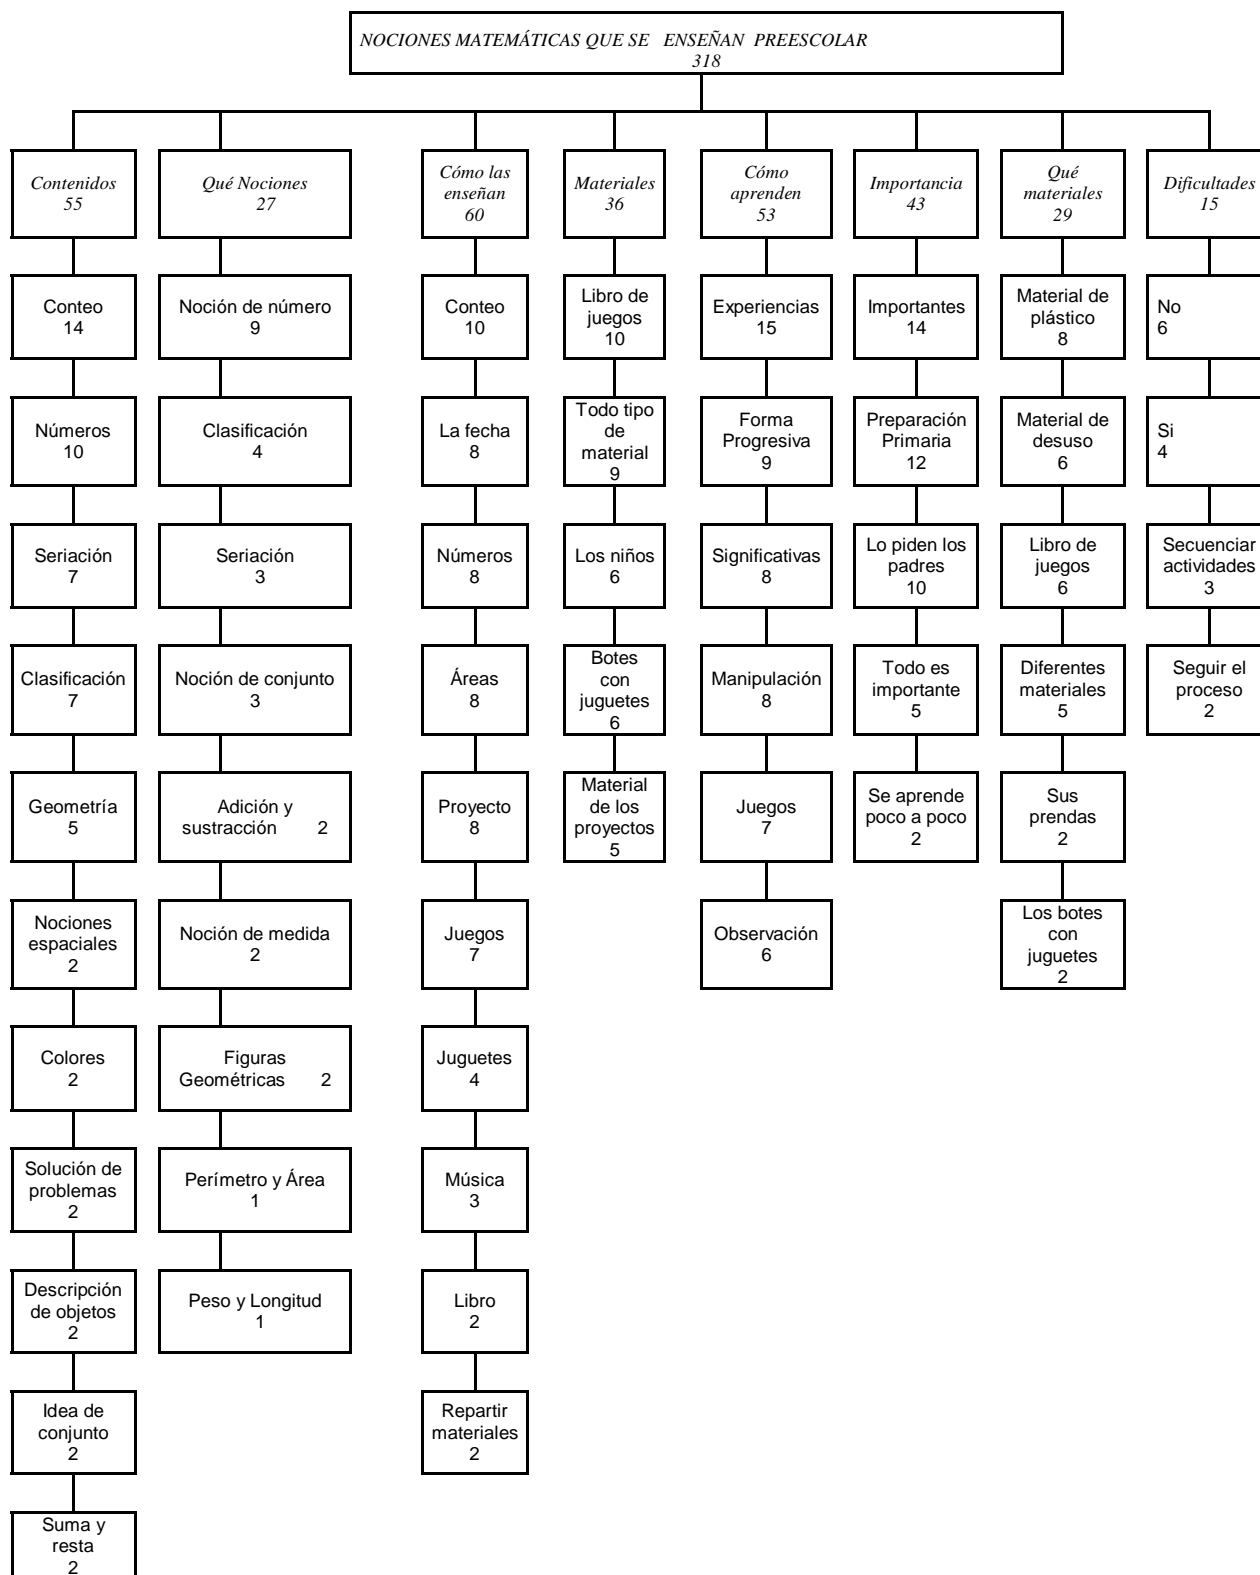 NOCIONES MATEMÁTICAS QUE SE ENSEÑAN PREESCOLAR
318
Contenidos
55
Qué Nociones
27
Cómo las
enseñan
60
Materiales
36
Cómo
aprenden
53
Importancia
43
Qué
materiales
29
Dificultades
15
Conteo
14
Noción de número
9
Conteo
10
Libro de
juegos
10
Experiencias
15
Importantes
14
Material de
plástico
8
No
6
Números
10
Clasificación
4
La fecha
8
Todo tipo
de
material
9
Forma
Progresiva
9
Preparación
Primaria
12
Material de
desuso
6
Si
4
Seriación
7
Seriación
3
Números
8
Los niños
6
Significativas
8
Lo piden los
padres
10
Libro de
juegos
6
Secuenciar
actividades
3
Clasificación
7
Noción de conjunto
3
Áreas
8
Botes
con
juguetes
6
Manipulación
8
Todo es
importante
5
Diferentes
materiales
5
Seguir el
proceso
2
Geometría
5
Adición y
sustracción 2
Proyecto
8
Material
de los
proyectos
5
Juegos
7
Se aprende
poco a poco
2
Sus
prendas
2
Nociones
espaciales
2
Noción de medida
2
Juegos
7
Observación
6
Los botes
con
juguetes
2
Colores
2
Figuras
Geométricas 2
Juguetes
4
Solución de
problemas
2
Perímetro y Área
1
Música
3
Descripción
de objetos
2
Peso y Longitud
1
Libro
2
Idea de
conjunto
2
Repartir
materiales
2
Suma y
resta
2